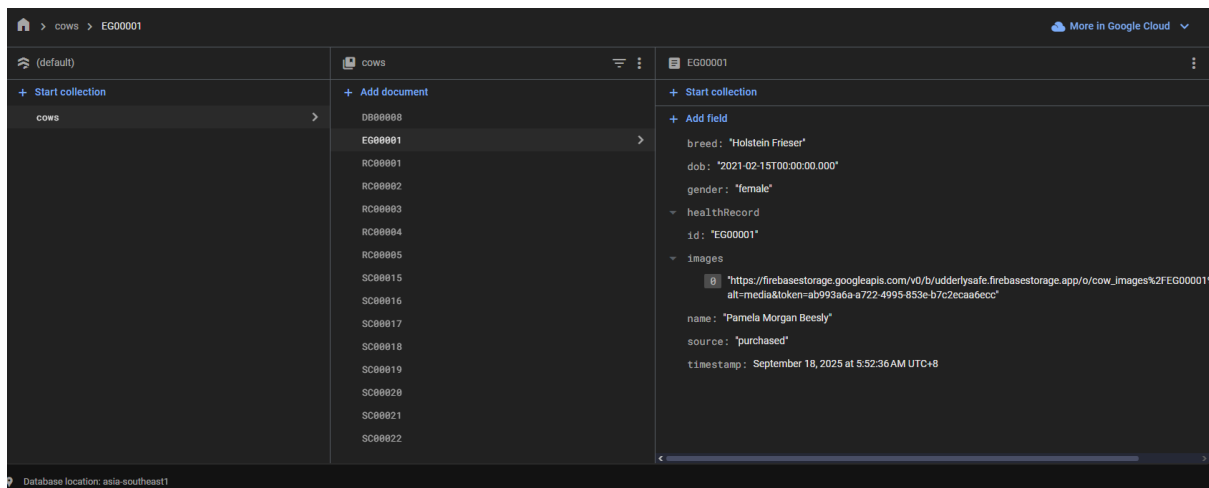 > cows > EG00001
More in Google Cloud
(default)
+ Start collection
cows
cows
+ Add document
DB00008
EG00001
RC00001
RC00002
RC00003
RC00004
RC00005
SC00015
SC00016
SC00017
SC00018
SC00019
SC00020
SC00021
SC00022
EG00001
+ Start collection
+ Add field
breed: "Holstein Frieser"
dob: "2021-02-15T00:00:00.000"
gender: "female"
healthRecord
id: "EG00001"
images
0 "https://firebasestorage.googleapis.com/v0/b/udderlysafe.firebasestorage.app/o/cow_images%2FEG00001%
alt=media&token=ab993a6a-a722-4995-853e-b7c2ecaa6ecc"
name: "Pamela Morgan Beesly"
source: "purchased"
timestamp: September 18, 2025 at 5:52:36 AM UTC+8
Database location: asia-southeast1